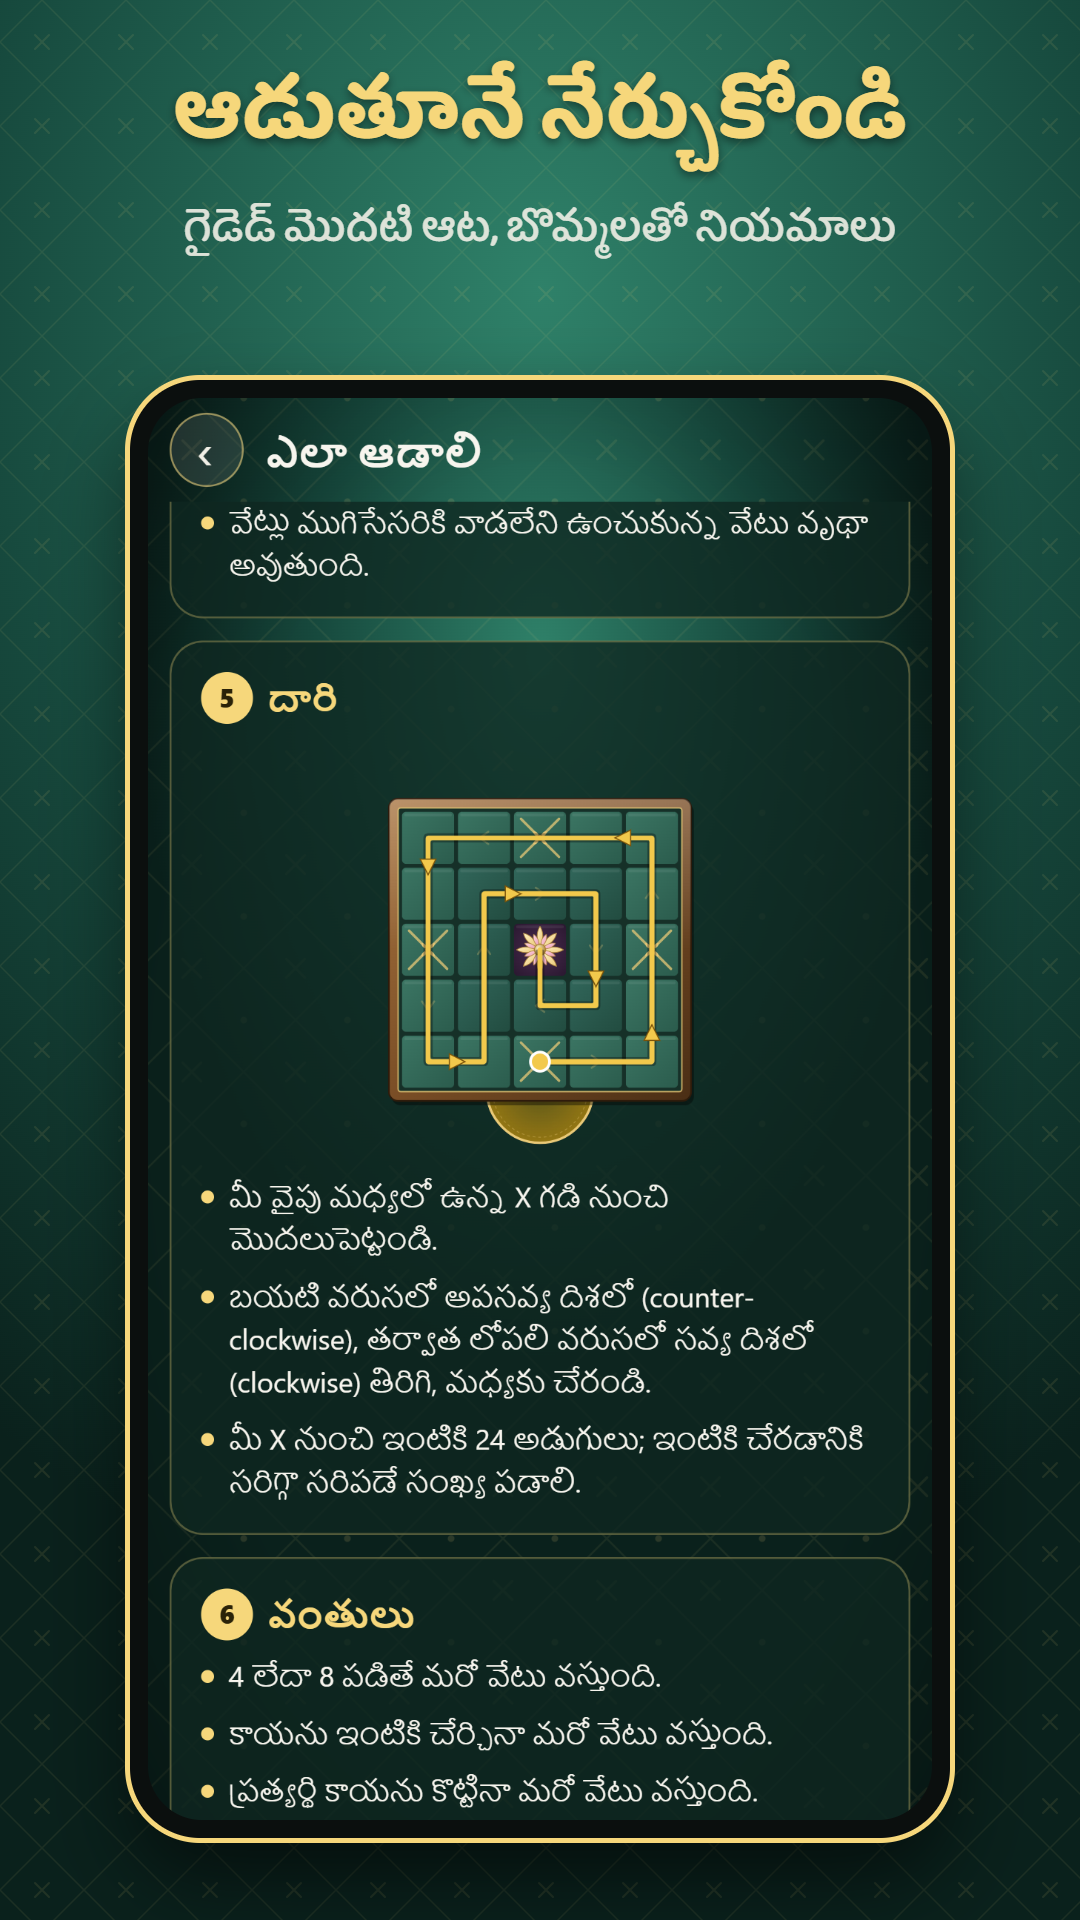 ఆడుతూనే నేర్చుకోండి
గైడెడ్ మొదటి ఆట, బొమ్మలతో నియమాలు
‹ ఎలా ఆడాలి
• వేట్లు ముగిసేసరికి వాడలేని ఉంచుకున్న వేటు వృథా
అవుతుంది.
5 దారి
• మీ వైపు మధ్యలో ఉన్న X గడి నుంచి
మొదలుపెట్టండి.
• బయటి వరుసలో అపసవ్య దిశలో (counter-
clockwise), తర్వాత లోపలి వరుసలో సవ్య దిశలో
(clockwise) తిరిగి, మధ్యకు చేరండి.
• మీ X నుంచి ఇంటికి 24 అడుగులు; ఇంటికి చేరడానికి
సరిగ్గా సరిపడే సంఖ్య పడాలి.
6 వంతులు
• 4 లేదా 8 పడితే మరో వేటు వస్తుంది.
• కాయను ఇంటికి చేర్చినా మరో వేటు వస్తుంది.
• ప్రత్యర్థి కాయను కొట్టినా మరో వేటు వస్తుంది.